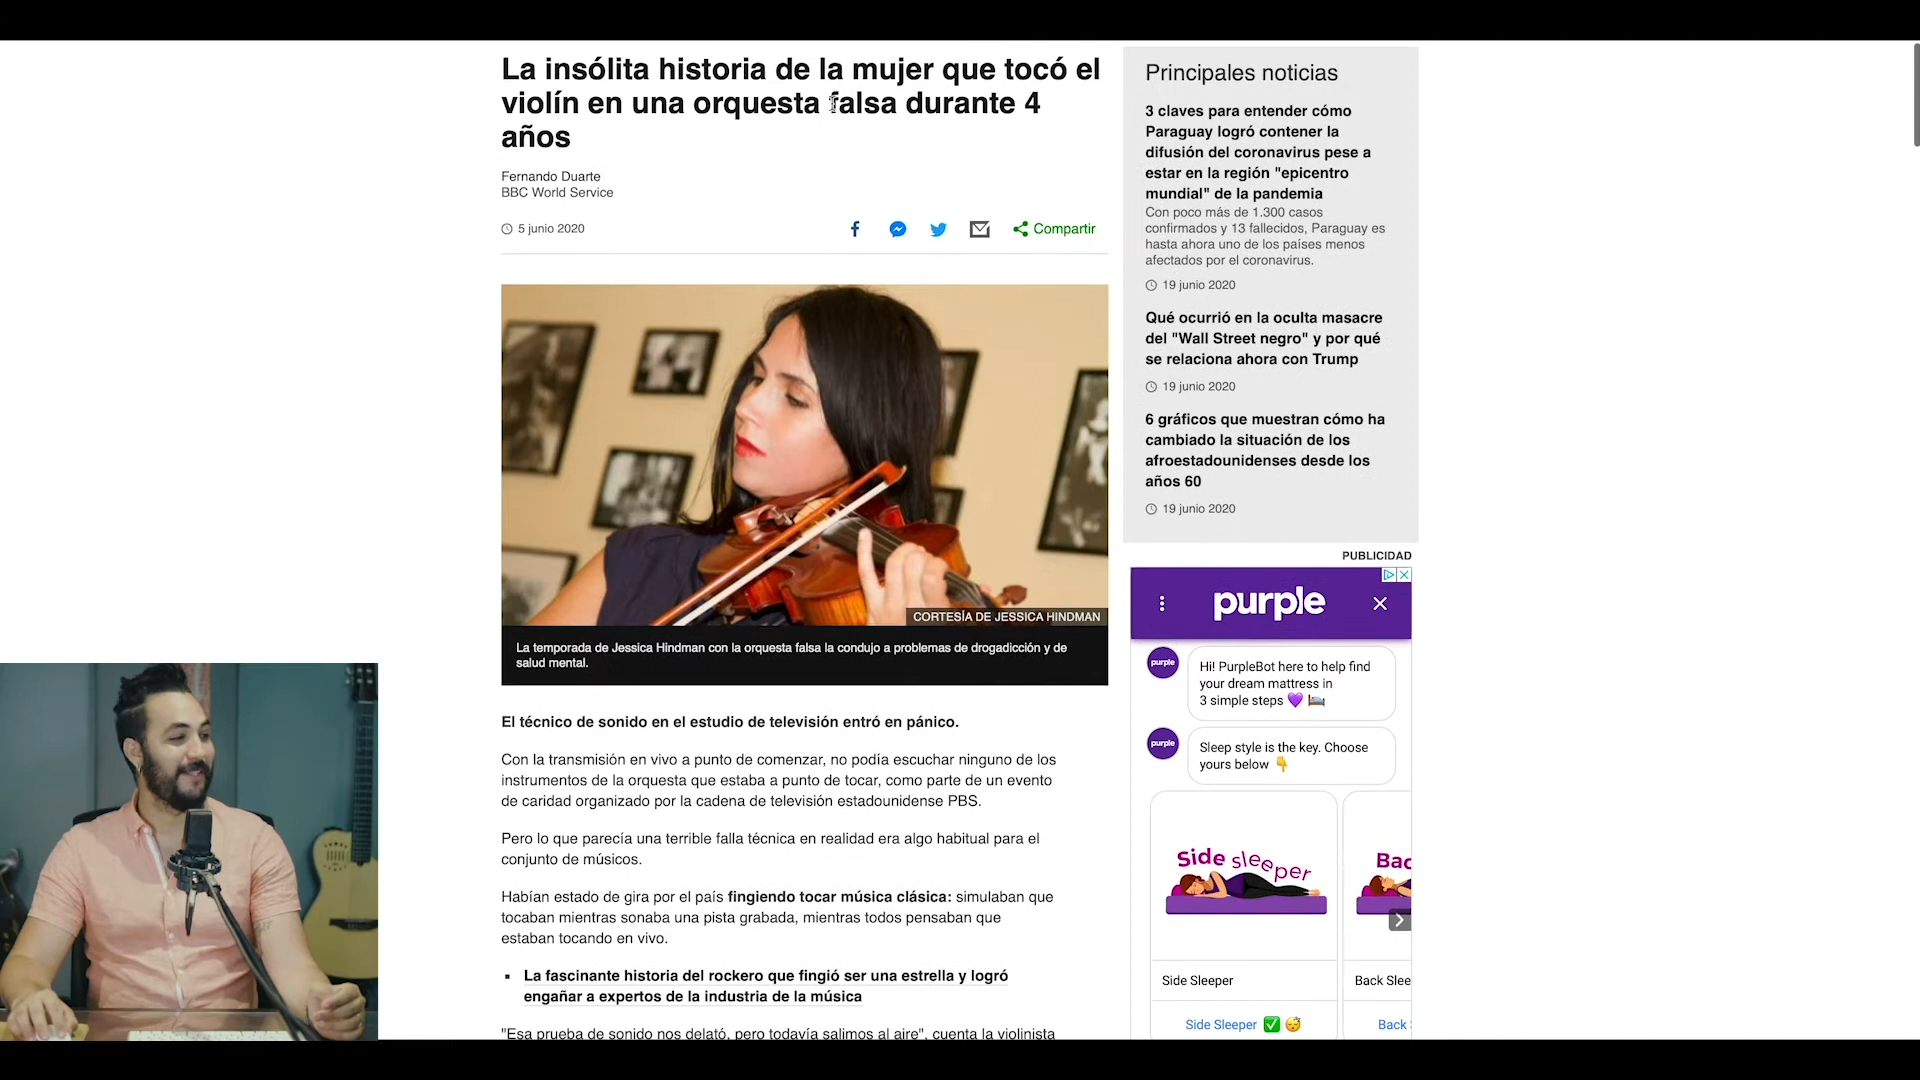 La insólita historia de la mujer que tocó el
violín en una orquesta falsa durante 4
años
Fernando Duarte
BBC World Service
5 junio 2020
Compartir
CORTESÍA DE JESSICA HINDMAN
La temporada de Jessica Hindman con la orquesta falsa la condujo a problemas de drogadicción y de
salud mental.
El técnico de sonido en el estudio de televisión entró en pánico.
Con la transmisión en vivo a punto de comenzar, no podía escuchar ninguno de los
instrumentos de la orquesta que estaba a punto de tocar, como parte de un evento
de caridad organizado por la cadena de televisión estadounidense PBS.
Pero lo que parecía una terrible falla técnica en realidad era algo habitual para el
conjunto de músicos.
Habían estado de gira por el país fingiendo tocar música clásica: simulaban que
tocaban mientras sonaba una pista grabada, mientras todos pensaban que
estaban tocando en vivo.
La fascinante historia del rockero que fingió ser una estrella y logró
engañar a expertos de la industria de la música
"Esa prueba de sonido nos delató, pero todavía salimos al aire", cuenta la violinista
Principales noticias
3 claves para entender cómo
Paraguay logró contener la
difusión del coronavirus pese a
estar en la región "epicentro
mundial" de la pandemia
Con poco más de 1.300 casos
confirmados y 13 fallecidos, Paraguay es
hasta ahora uno de los países menos
afectados por el coronavirus.
19 junio 2020
Qué ocurrió en la oculta masacre
del "Wall Street negro" y por qué
se relaciona ahora con Trump
19 junio 2020
6 gráficos que muestran cómo ha
cambiado la situación de los
afroestadounidenses desde los
años 60
19 junio 2020
PUBLICIDAD
purple
purple
Hi! PurpleBot here to help find
your dream mattress in
3 simple steps 💜 🛏️
purple
Sleep style is the key. Choose
yours below 👇
Side sleeper
Bac
Side Sleeper
Back Slee
Side Sleeper ✅ 😴
Back